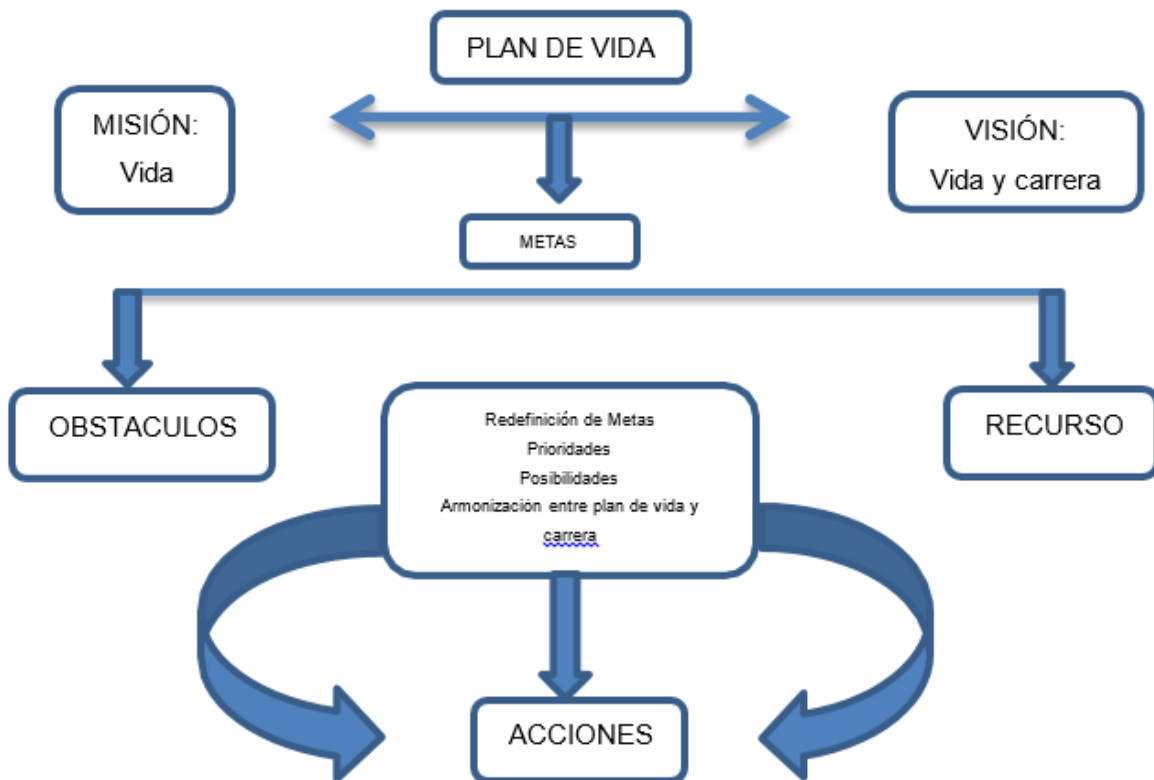 PLAN DE VIDA
MISIÓN:
Vida
VISIÓN:
Vida y carrera
METAS
OBSTACULOS
Redefinición de Metas
Prioridades
Posibilidades
Armonización entre plan de vida y
carrera
RECURSO
ACCIONES